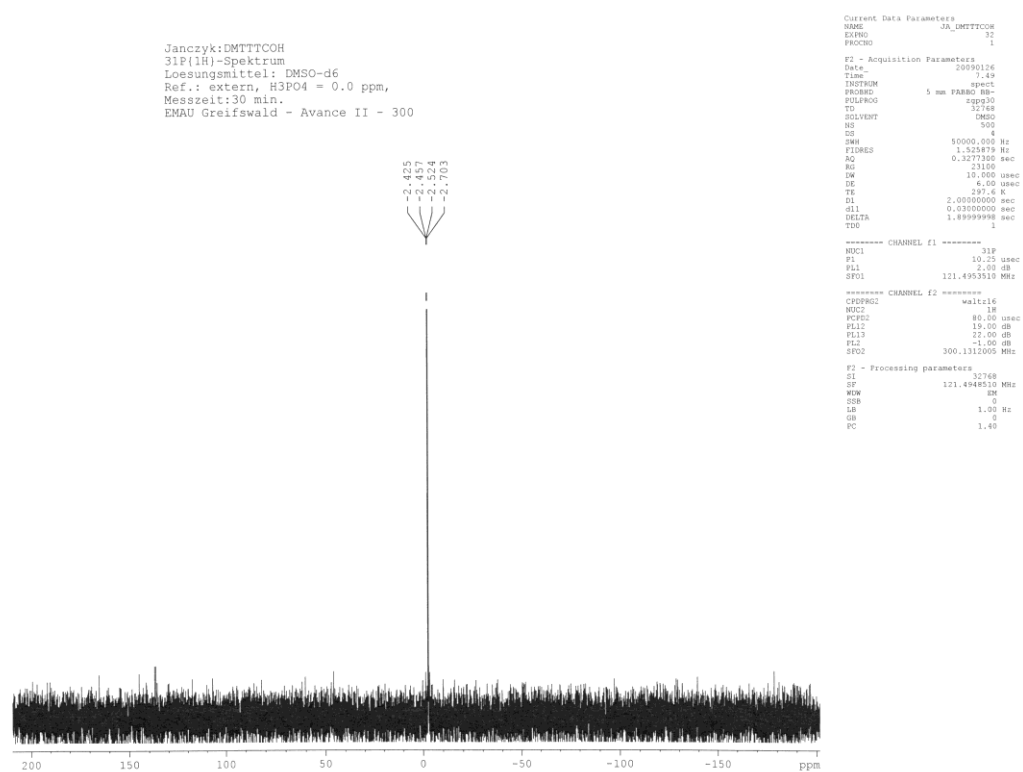 Janczyk:DMTTTCOH
31P{1H}-Spektrum
Loesungsmittel: DMSO-d6
Ref.: extern, H3PO4 = 0.0 ppm,
Messzeit:30 min.
EMAU Greifswald - Avance II - 300
-2.425
-2.457
-2.524
-2.703
200 150 100 50 0 -50 -100 -150 ppm
Current Data Parameters
NAME JA_DMTTTCOH
EXPNO 32
PROCNO 1
F2 - Acquisition Parameters
Date_ 20090126
Time 7.49
INSTRUM spect
PROBHD 5 mm PABBO BB-
PULPROG zgpg30
TD 32768
SOLVENT DMSO
NS 500
DS 4
SWH 50000.000 Hz
FIDRES 1.525879 Hz
AQ 0.3277300 sec
RG 23100
DW 10.000 usec
DE 6.00 usec
TE 297.6 K
D1 2.00000000 sec
d11 0.03000000 sec
DELTA 1.89999998 sec
TD0 1
======== CHANNEL f1 ========
NUC1 31P
P1 10.25 usec
PL1 2.00 dB
SFO1 121.4953510 MHz
======== CHANNEL f2 ========
CPDPRG2 waltz16
NUC2 1H
PCPD2 80.00 usec
PL12 19.00 dB
PL13 22.00 dB
PL2 -1.00 dB
SFO2 300.1312005 MHz
F2 - Processing parameters
SI 32768
SF 121.4948510 MHz
WDW EM
SSB 0
LB 1.00 Hz
GB 0
PC 1.40